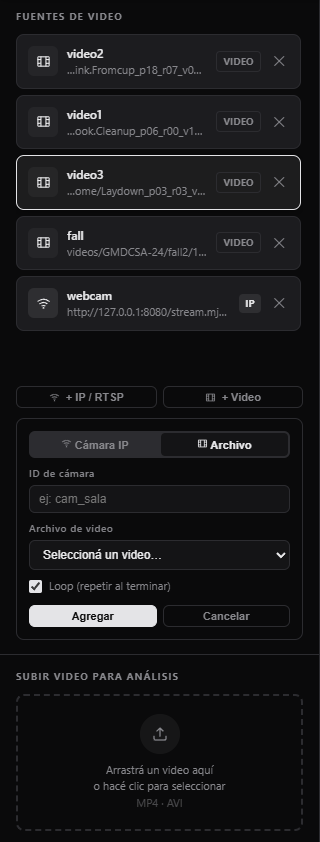 FUENTES DE VIDEO
video2
...ink.Fromcup_p18_r07_v0...
VIDEO
video1
...ook.Cleanup_p06_r00_v1...
VIDEO
video3
...ome/Laydown_p03_r03_v...
VIDEO
fall
videos/GMDCSA-24/fall2/1...
VIDEO
webcam
http://127.0.0.1:8080/stream.mj...
IP
+ IP / RTSP
+ Video
Cámara IP
Archivo
ID de cámara
ej: cam_sala
Archivo de video
Seleccioná un video...
Loop (repetir al terminar)
Agregar
Cancelar
SUBIR VIDEO PARA ANÁLISIS
Arrastrá un video aquí
o hacé clic para seleccionar
MP4 · AVI